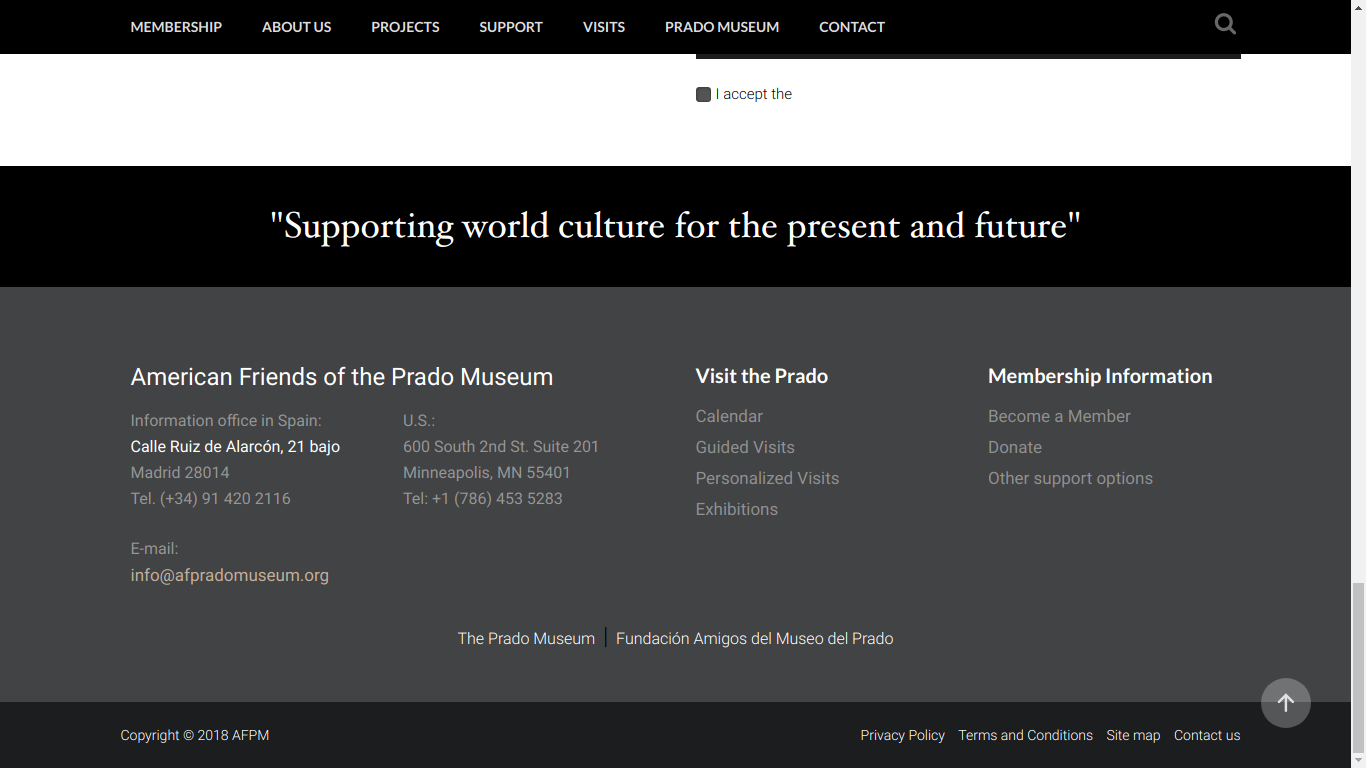 MEMBERSHIP ABOUT US PROJECTS SUPPORT VISITS PRADO MUSEUM CONTACT
I accept the
"Supporting world culture for the present and future"
American Friends of the Prado Museum
Information office in Spain:
Calle Ruiz de Alarcón, 21 bajo
Madrid 28014
Tel. (+34) 91 420 2116
U.S.:
600 South 2nd St. Suite 201
Minneapolis, MN 55401
Tel: +1 (786) 453 5283
E-mail:
info@afpradomuseum.org
Visit the Prado
Calendar
Guided Visits
Personalized Visits
Exhibitions
Membership Information
Become a Member
Donate
Other support options
The Prado Museum | Fundación Amigos del Museo del Prado
Copyright © 2018 AFPM
Privacy Policy Terms and Conditions Site map Contact us